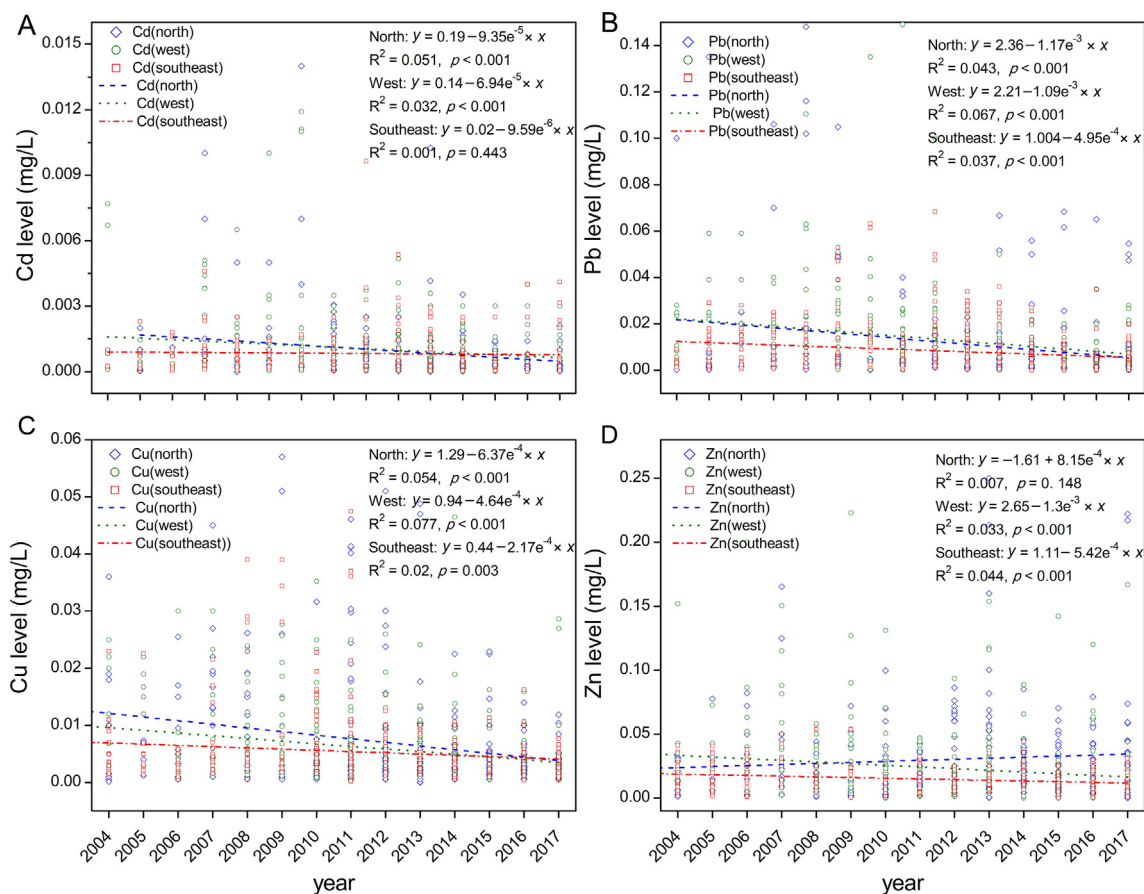 A
Cd(north)
Cd(west)
Cd(southeast)
Cd(north)
Cd(west)
Cd(southeast)
North: y = 0.19−9.35e⁻⁵× x
R² = 0.051, p < 0.001
West: y = 0.14−6.94e⁻⁵× x
R² = 0.032, p < 0.001
Southeast: y = 0.02−9.59e⁻⁶× x
R² = 0.001, p = 0.443
0.015
0.012
0.009
0.006
0.003
0.000
Cd level (mg/L)
B
Pb(north)
Pb(west)
Pb(southeast)
Pb(north)
Pb(west)
Pb(southeast)
North: y = 2.36−1.17e⁻³ × x
R² = 0.043, p < 0.001
West: y = 2.21−1.09e⁻³ × x
R² = 0.067, p < 0.001
Southeast: y = 1.004−4.95e⁻⁴× x
R² = 0.037, p < 0.001
0.14
0.12
0.10
0.08
0.06
0.04
0.02
0.00
Pb level (mg/L)
C
Cu(north)
Cu(west)
Cu(southeast)
Cu(north)
Cu(west)
Cu(southeast))
North: y = 1.29−6.37e⁻⁴ × x
R² = 0.054, p < 0.001
West: y = 0.94−4.64e⁻⁴× x
R² = 0.077, p < 0.001
Southeast: y = 0.44−2.17e⁻⁴ × x
R² = 0.02, p = 0.003
0.06
0.05
0.04
0.03
0.02
0.01
0.00
Cu level (mg/L)
2004 2005 2006 2007 2008 2009 2010 2011 2012 2013 2014 2015 2016 2017
year
D
Zn(north)
Zn(west)
Zn(southeast)
Zn(north)
Zn(west)
Zn(southeast)
North: y = −1.61 + 8.15e⁻⁴× x
R² = 0.007, p = 0. 148
West: y = 2.65−1.3e⁻³ × x
R² = 0.033, p < 0.001
Southeast: y = 1.11−5.42e⁻⁴ × x
R² = 0.044, p < 0.001
0.25
0.20
0.15
0.10
0.05
0.00
Zn level (mg/L)
2004 2005 2006 2007 2008 2009 2010 2011 2012 2013 2014 2015 2016 2017
year